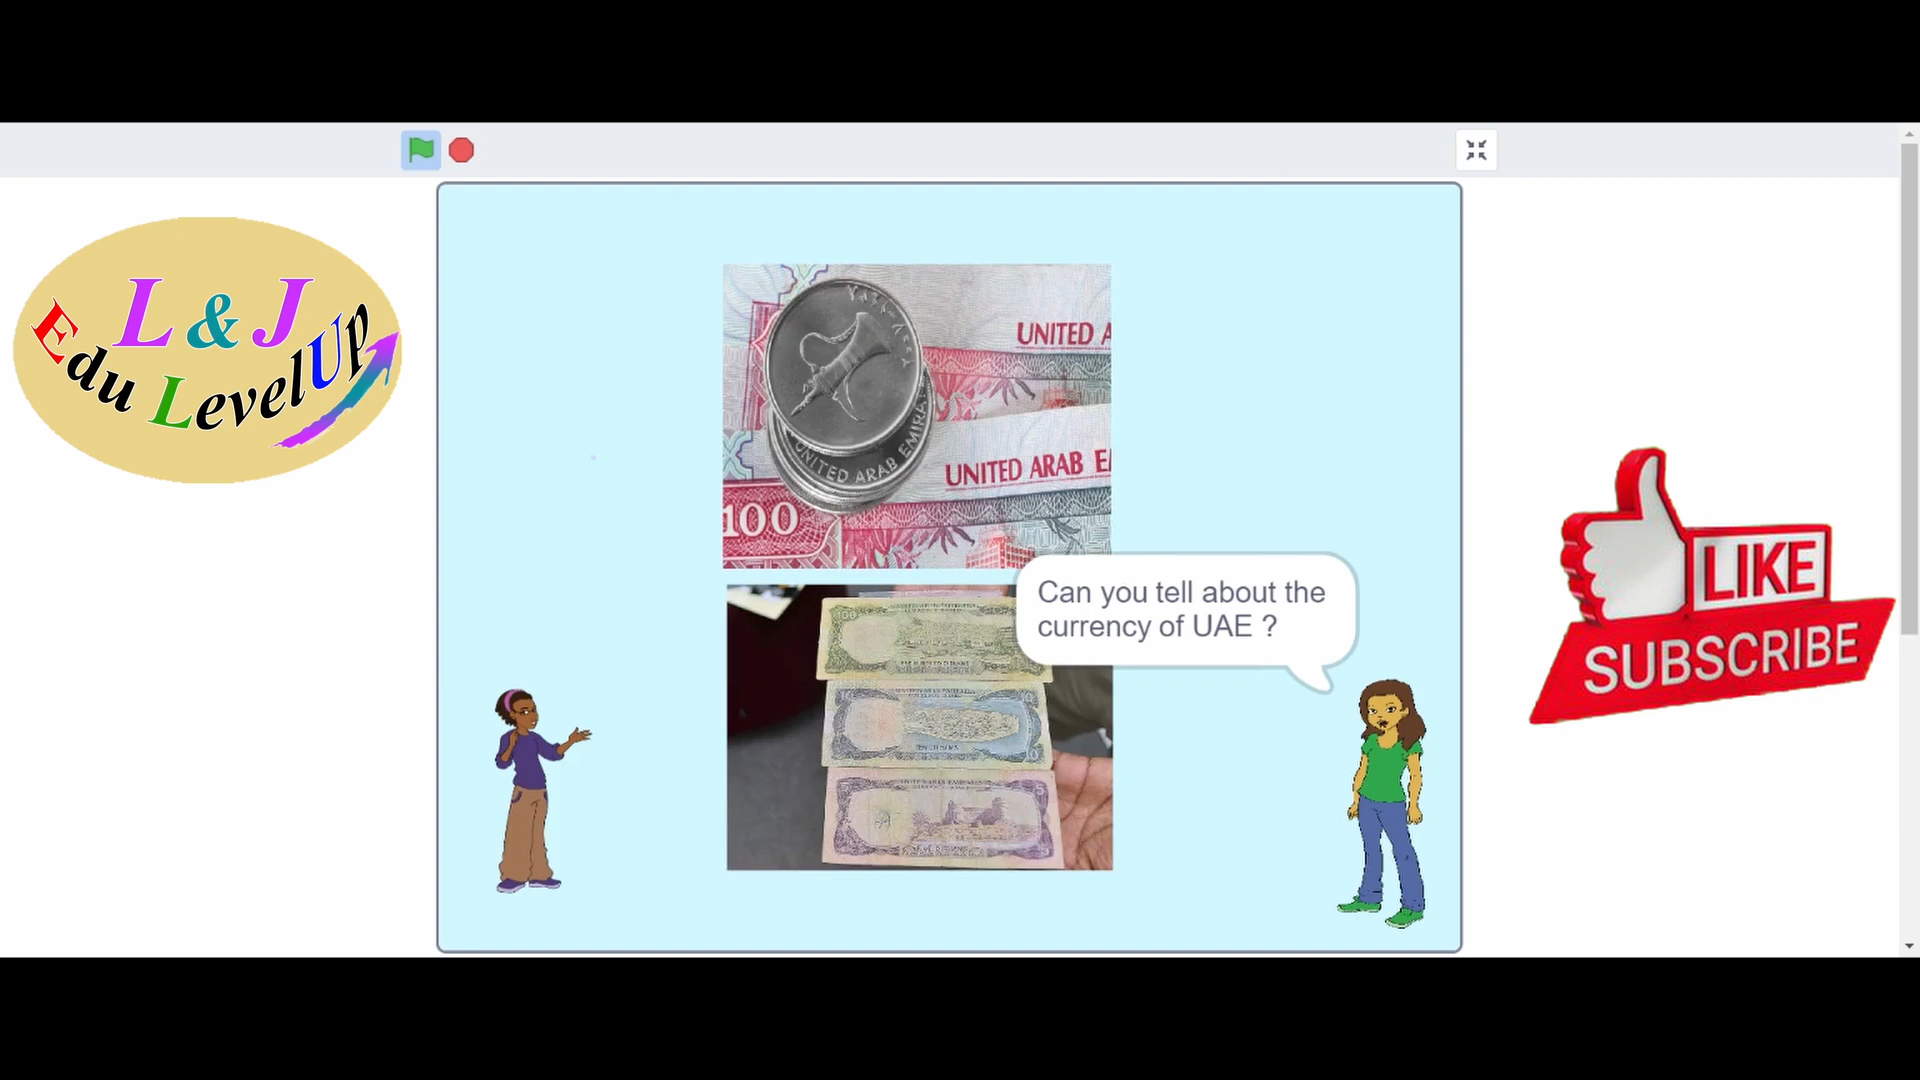 L & J
Edu LevelUp
UNITED A
UNITED ARAB EMIRA
UNITED ARAB E
100
Can you tell about the
currency of UAE ?
LIKE
SUBSCRIBE